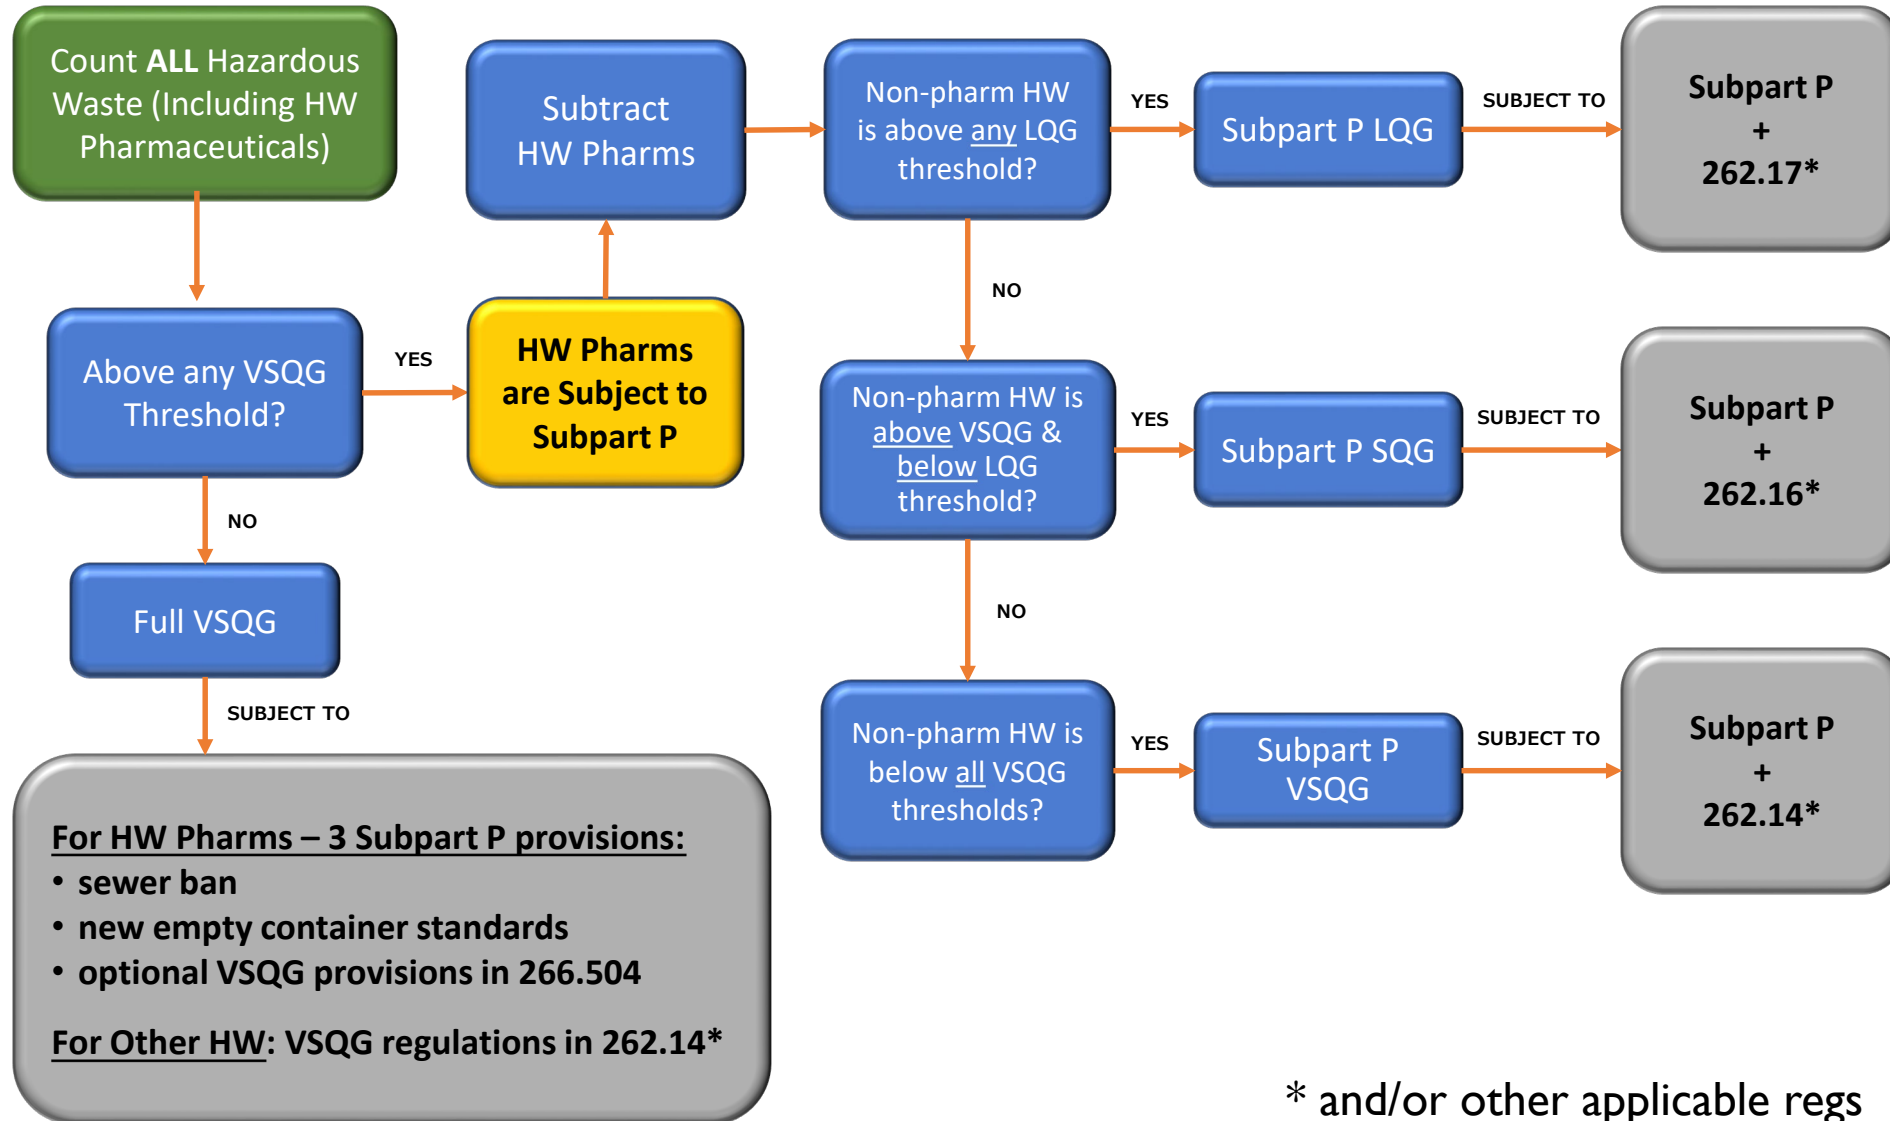 Count ALL Hazardous
Waste (Including HW
Pharmaceuticals)
Above any VSQG
Threshold?
YES
NO
Full VSQG
SUBJECT TO
For HW Pharms – 3 Subpart P provisions:
• sewer ban
• new empty container standards
• optional VSQG provisions in 266.504
For Other HW: VSQG regulations in 262.14*
HW Pharms
are Subject to
Subpart P
Subtract
HW Pharms
Non-pharm HW
is above any LQG
threshold?
YES
Subpart P LQG
SUBJECT TO
Subpart P
+
262.17*
NO
Non-pharm HW is
above VSQG &
below LQG
threshold?
YES
Subpart P SQG
SUBJECT TO
Subpart P
+
262.16*
NO
Non-pharm HW is
below all VSQG
thresholds?
YES
Subpart P
VSQG
SUBJECT TO
Subpart P
+
262.14*
* and/or other applicable regs